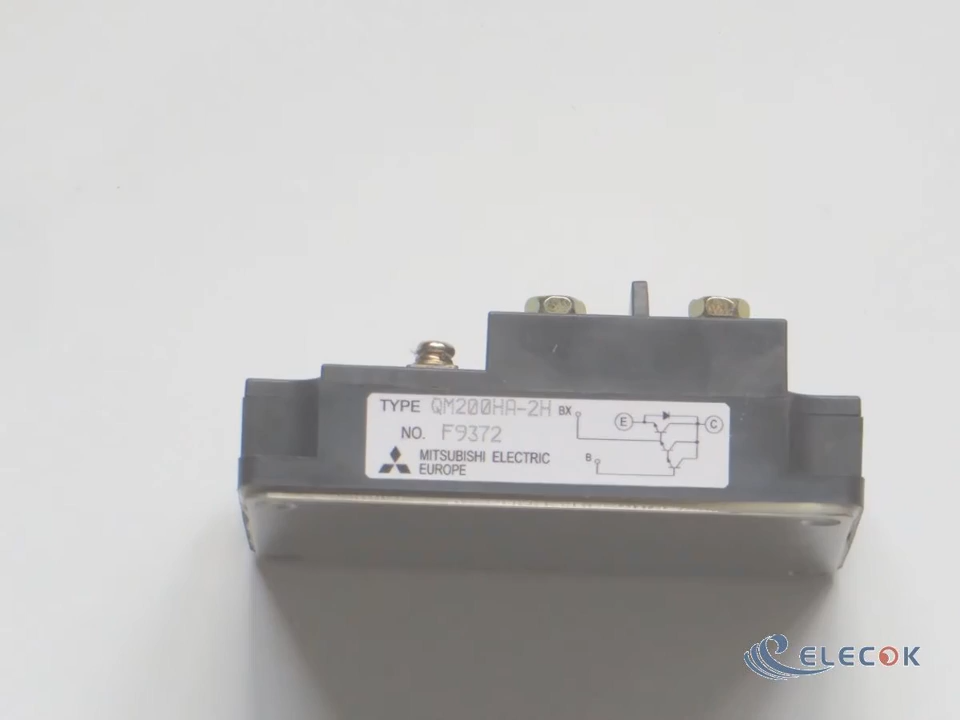 TYPE QM200HA-2H
NO. F9372
MITSUBISHI ELECTRIC
EUROPE
BX
E
C
B
ELECOK